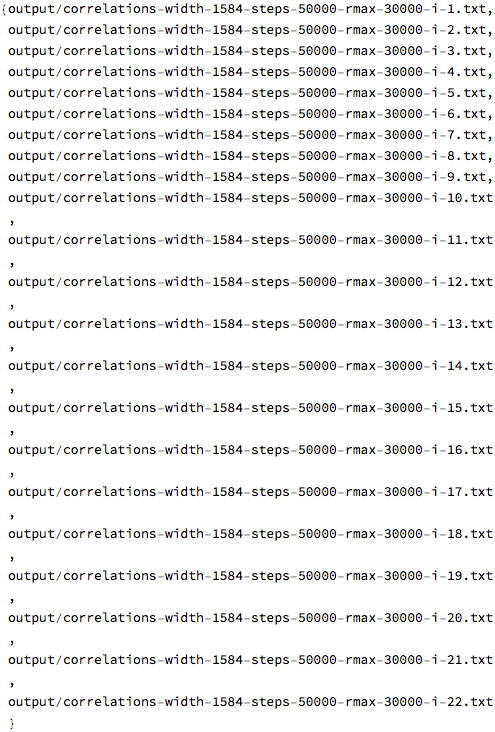 {output/correlations-width-1584-steps-50000-rmax-30000-i-1.txt,
output/correlations-width-1584-steps-50000-rmax-30000-i-2.txt,
output/correlations-width-1584-steps-50000-rmax-30000-i-3.txt,
output/correlations-width-1584-steps-50000-rmax-30000-i-4.txt,
output/correlations-width-1584-steps-50000-rmax-30000-i-5.txt,
output/correlations-width-1584-steps-50000-rmax-30000-i-6.txt,
output/correlations-width-1584-steps-50000-rmax-30000-i-7.txt,
output/correlations-width-1584-steps-50000-rmax-30000-i-8.txt,
output/correlations-width-1584-steps-50000-rmax-30000-i-9.txt,
output/correlations-width-1584-steps-50000-rmax-30000-i-10.txt
,
output/correlations-width-1584-steps-50000-rmax-30000-i-11.txt
,
output/correlations-width-1584-steps-50000-rmax-30000-i-12.txt
,
output/correlations-width-1584-steps-50000-rmax-30000-i-13.txt
,
output/correlations-width-1584-steps-50000-rmax-30000-i-14.txt
,
output/correlations-width-1584-steps-50000-rmax-30000-i-15.txt
,
output/correlations-width-1584-steps-50000-rmax-30000-i-16.txt
,
output/correlations-width-1584-steps-50000-rmax-30000-i-17.txt
,
output/correlations-width-1584-steps-50000-rmax-30000-i-18.txt
,
output/correlations-width-1584-steps-50000-rmax-30000-i-19.txt
,
output/correlations-width-1584-steps-50000-rmax-30000-i-20.txt
,
output/correlations-width-1584-steps-50000-rmax-30000-i-21.txt
,
output/correlations-width-1584-steps-50000-rmax-30000-i-22.txt
}